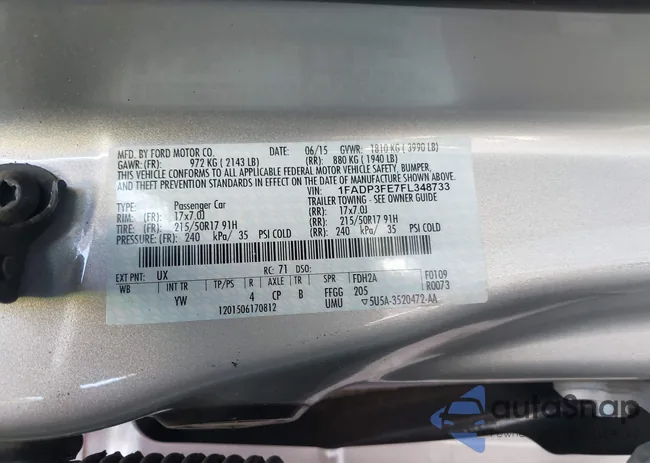 MFD. BY FORD MOTOR CO. DATE: 06/15 GVWR: 1810 KG ( 3990 LB)
GAWR: (FR): 972 KG ( 2143 LB) (RR): 880 KG ( 1940 LB)
THIS VEHICLE CONFORMS TO ALL APPLICABLE FEDERAL MOTOR VEHICLE SAFETY, BUMPER,
AND THEFT PREVENTION STANDARDS IN EFFECT ON THE DATE OF MANUFACTURE SHOWN ABOVE.
VIN: 1FADP3FE7FL348733
TYPE: Passenger Car TRAILER TOWING - SEE OWNER GUIDE
RIM: (FR): 17x7.0J (RR): 17x7.0J
TIRE: (FR): 215/50R17 91H (RR): 215/50R17 91H
PRESSURE: (FR) 240 kPa/ 35 PSI COLD (RR): 240 kPa/ 35 PSI COLD
EXT PNT: UX RC: 71 DSO: F0109
WB INT TR TP/PS R AXLE TR SPR FDH2A R0073
YW 4 CP B FFGG 205
1201506170812 UMU ▽5U5A-3520472-AA
autoSnap